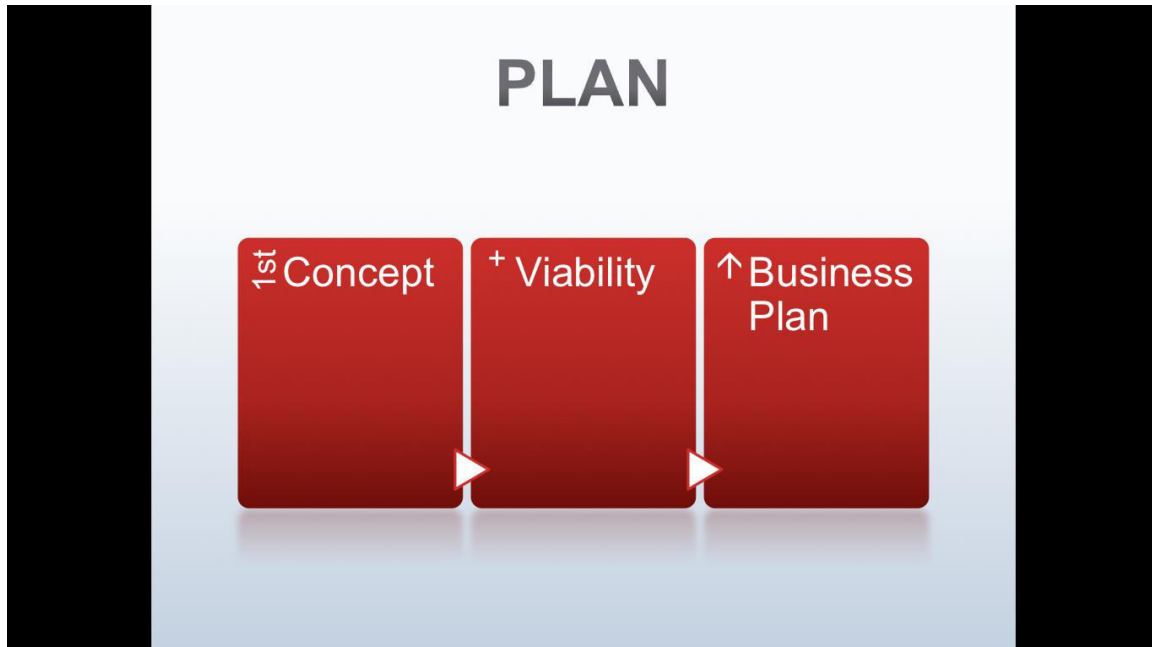 PLAN
1st Concept
+ Viability
↑ Business
Plan